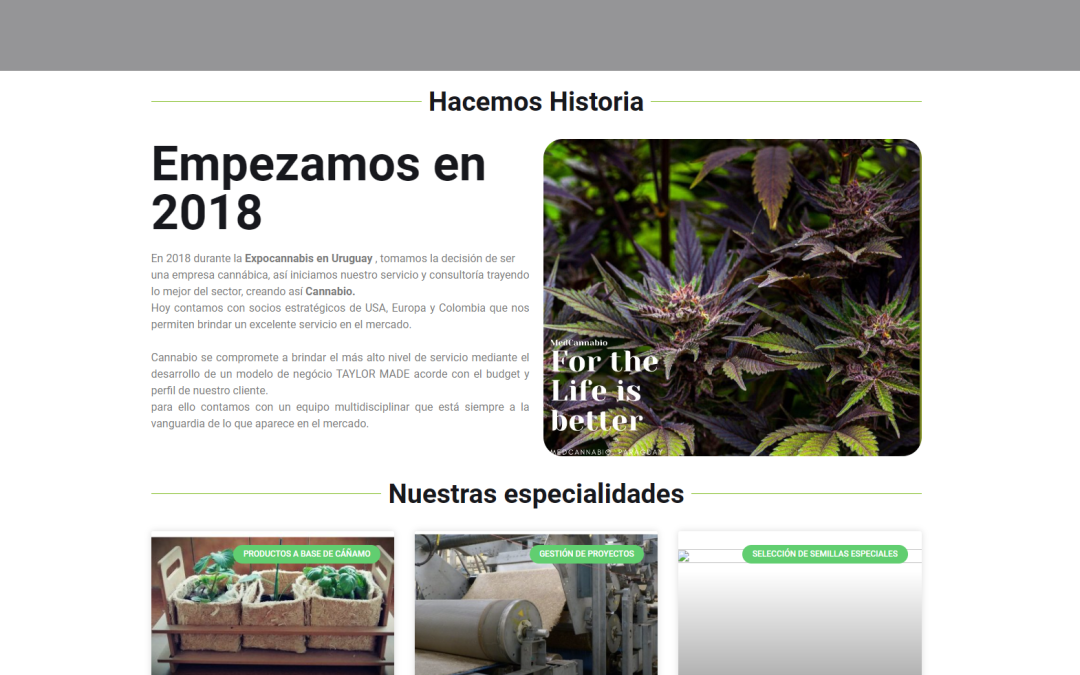 Hacemos Historia
Empezamos en
2018
En 2018 durante la Expocannabis en Uruguay , tomamos la decisión de ser
una empresa cannábica, así iniciamos nuestro servicio y consultoría trayendo
lo mejor del sector, creando así Cannabio.
Hoy contamos con socios estratégicos de USA, Europa y Colombia que nos
permiten brindar un excelente servicio en el mercado.
Cannabio se compromete a brindar el más alto nivel de servicio mediante el
desarrollo de un modelo de negócio TAYLOR MADE acorde con el budget y
perfil de nuestro cliente.
para ello contamos con un equipo multidisciplinar que está siempre a la
vanguardia de lo que aparece en el mercado.
MedCannabio
For the
Life is
better
MEDCANNABIO, PARAGUAY
Nuestras especialidades
PRODUCTOS A BASE DE CÁÑAMO
GESTIÓN DE PROYECTOS
SELECCIÓN DE SEMILLAS ESPECIALES